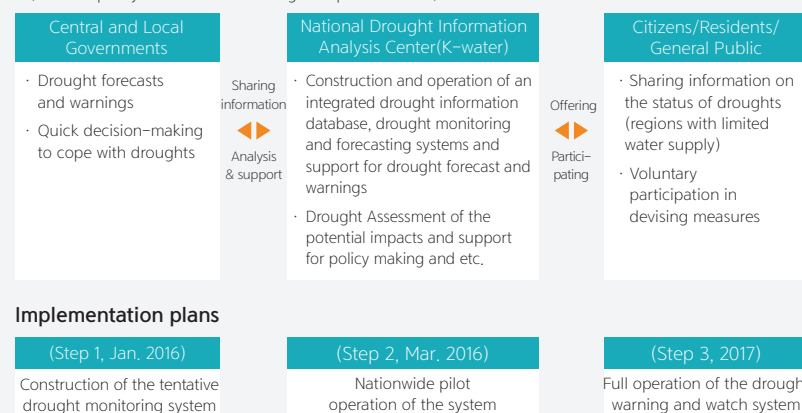 Central and Local
Governments
· Drought forecasts
and warnings
· Quick decision-making
to cope with droughts
Sharing
information
Analysis
& support
National Drought Information
Analysis Center(K-water)
· Construction and operation of an
integrated drought information
database, drought monitoring
and forecasting systems and
support for drought forecast and
warnings
· Drought Assessment of the
potential impacts and support
for policy making and etc.
Offering
Partici-
pating
Citizens/Residents/
General Public
· Sharing information on
the status of droughts
(regions with limited
water supply)
· Voluntary
participation in
devising measures
Implementation plans
(Step 1, Jan. 2016)
Construction of the tentative
drought monitoring system
(Step 2, Mar. 2016)
Nationwide pilot
operation of the system
(Step 3, 2017)
Full operation of the drough
warning and watch system